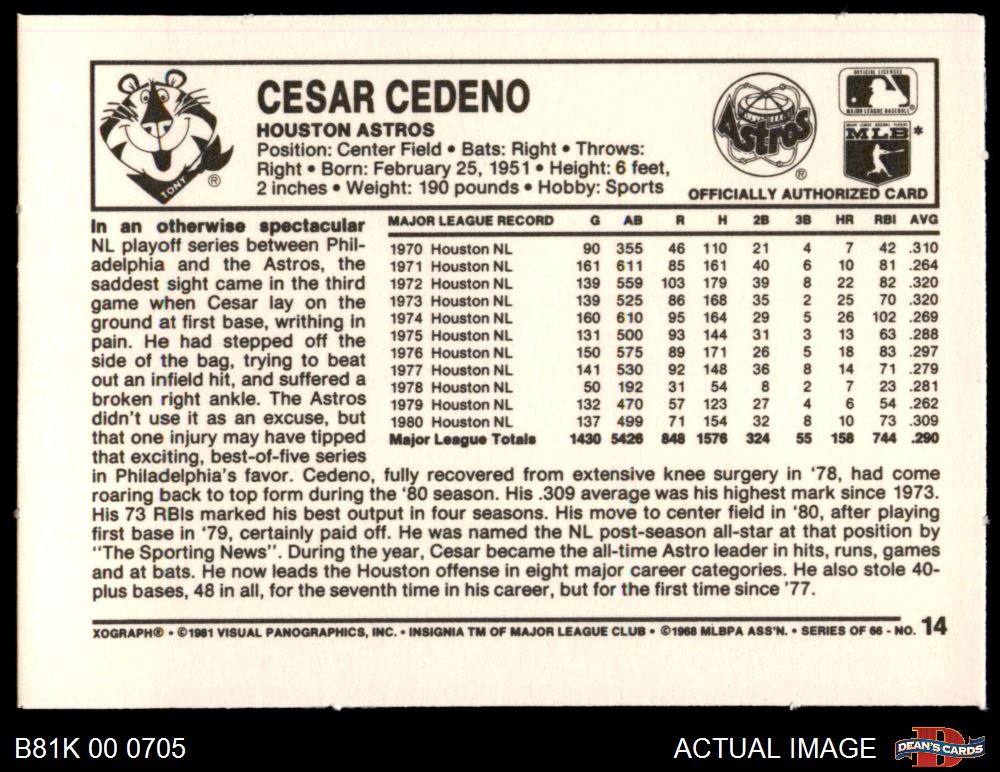 CESAR CEDENO
HOUSTON ASTROS
Position: Center Field • Bats: Right • Throws:
Right • Born: February 25, 1951 • Height: 6 feet,
2 inches • Weight: 190 pounds • Hobby: Sports
TONY
®
Astros
®
OFFICIAL LICENSEE
MAJOR LEAGUE BASEBALL®
MAJOR LEAGUE BASEBALL PLAYERS
MLB*
OFFICIALLY AUTHORIZED CARD
In an otherwise spectacular
NL playoff series between Phil-
adelphia and the Astros, the
saddest sight came in the third
game when Cesar lay on the
ground at first base, writhing in
pain. He had stepped off the
side of the bag, trying to beat
out an infield hit, and suffered a
broken right ankle. The Astros
didn't use it as an excuse, but
that one injury may have tipped
that exciting, best-of-five series
MAJOR LEAGUE RECORD G AB R H 2B 3B HR RBI AVG
1970 Houston NL 90 355 46 110 21 4 7 42 .310
1971 Houston NL 161 611 85 161 40 6 10 81 .264
1972 Houston NL 139 559 103 179 39 8 22 82 .320
1973 Houston NL 139 525 86 168 35 2 25 70 .320
1974 Houston NL 160 610 95 164 29 5 26 102 .269
1975 Houston NL 131 500 93 144 31 3 13 63 .288
1976 Houston NL 150 575 89 171 26 5 18 83 .297
1977 Houston NL 141 530 92 148 36 8 14 71 .279
1978 Houston NL 50 192 31 54 8 2 7 23 .281
1979 Houston NL 132 470 57 123 27 4 6 54 .262
1980 Houston NL 137 499 71 154 32 8 10 73 .309
Major League Totals 1430 5426 848 1576 324 55 158 744 .290
in Philadelphia's favor. Cedeno, fully recovered from extensive knee surgery in '78, had come
roaring back to top form during the '80 season. His .309 average was his highest mark since 1973.
His 73 RBIs marked his best output in four seasons. His move to center field in '80, after playing
first base in '79, certainly paid off. He was named the NL post-season all-star at that position by
"The Sporting News". During the year, Cesar became the all-time Astro leader in hits, runs, games
and at bats. He now leads the Houston offense in eight major career categories. He also stole 40-
plus bases, 48 in all, for the seventh time in his career, but for the first time since '77.
XOGRAPH® • ©1981 VISUAL PANOGRAPHICS, INC. • INSIGNIA TM OF MAJOR LEAGUE CLUB • ©1968 MLBPA ASS'N. • SERIES OF 66 - NO. 14
B81K 00 0705
ACTUAL IMAGE
DEAN'S CARDS